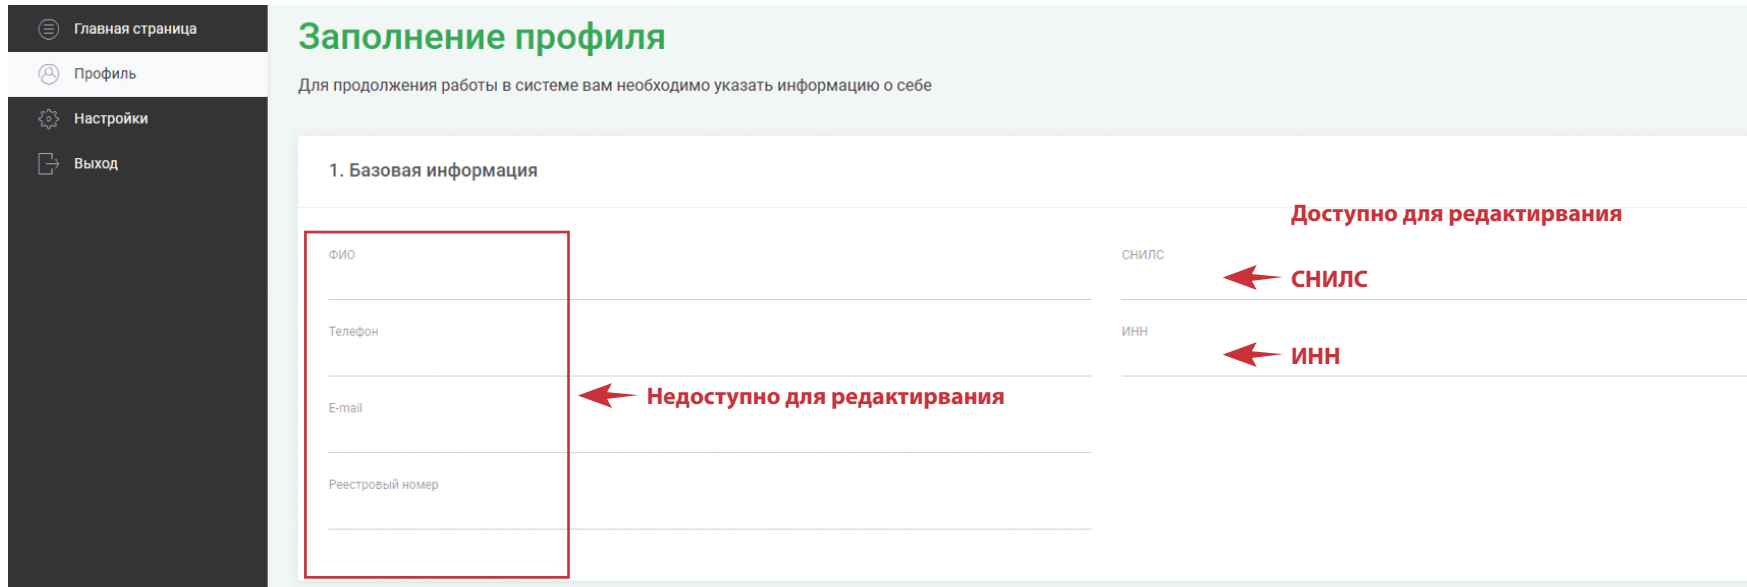 Главная страница
Профиль
Настройки
Выход
Заполнение профиля
Для продолжения работы в системе вам необходимо указать информацию о себе
1. Базовая информация
Доступно для редактирвания
ФИО
СНИЛС
СНИЛС
Телефон
ИНН
ИНН
Недоступно для редактирвания
E-mail
Реестровый номер